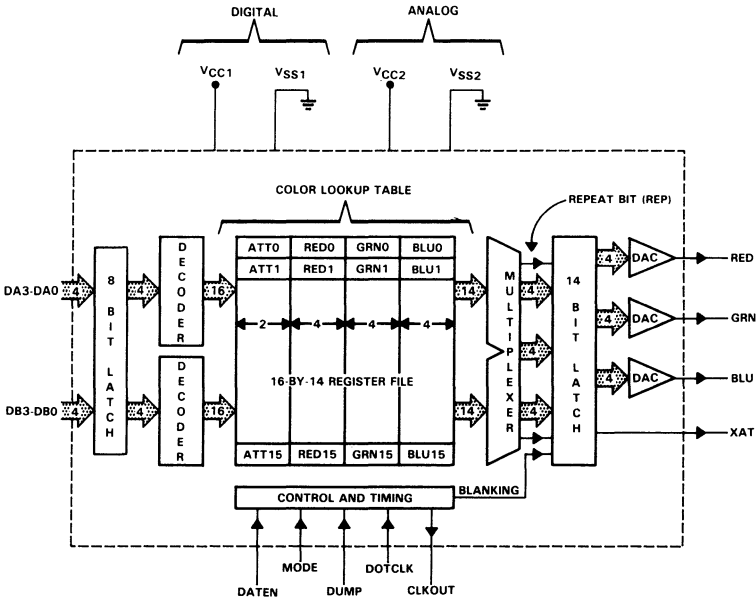 DIGITAL
ANALOG
VCC1
VSS1
VCC2
VSS2
COLOR LOOKUP TABLE
REPEAT BIT (REP)
DA3-DA0
4
8 BIT LATCH
4
DECODER
16
ATT0 RED0 GRN0 BLU0
ATT1 RED1 GRN1 BLU1
2 4 4 4
16-BY-14 REGISTER FILE
ATT15 RED15 GRN15 BLU15
14
MULTIPLEXER
4
4
4
14 BIT LATCH
4
DAC
RED
4
DAC
GRN
4
DAC
BLU
XAT
DB3-DB0
4
4
DECODER
16
14
CONTROL AND TIMING
BLANKING
DATEN
MODE
DUMP
DOTCLK
CLKOUT